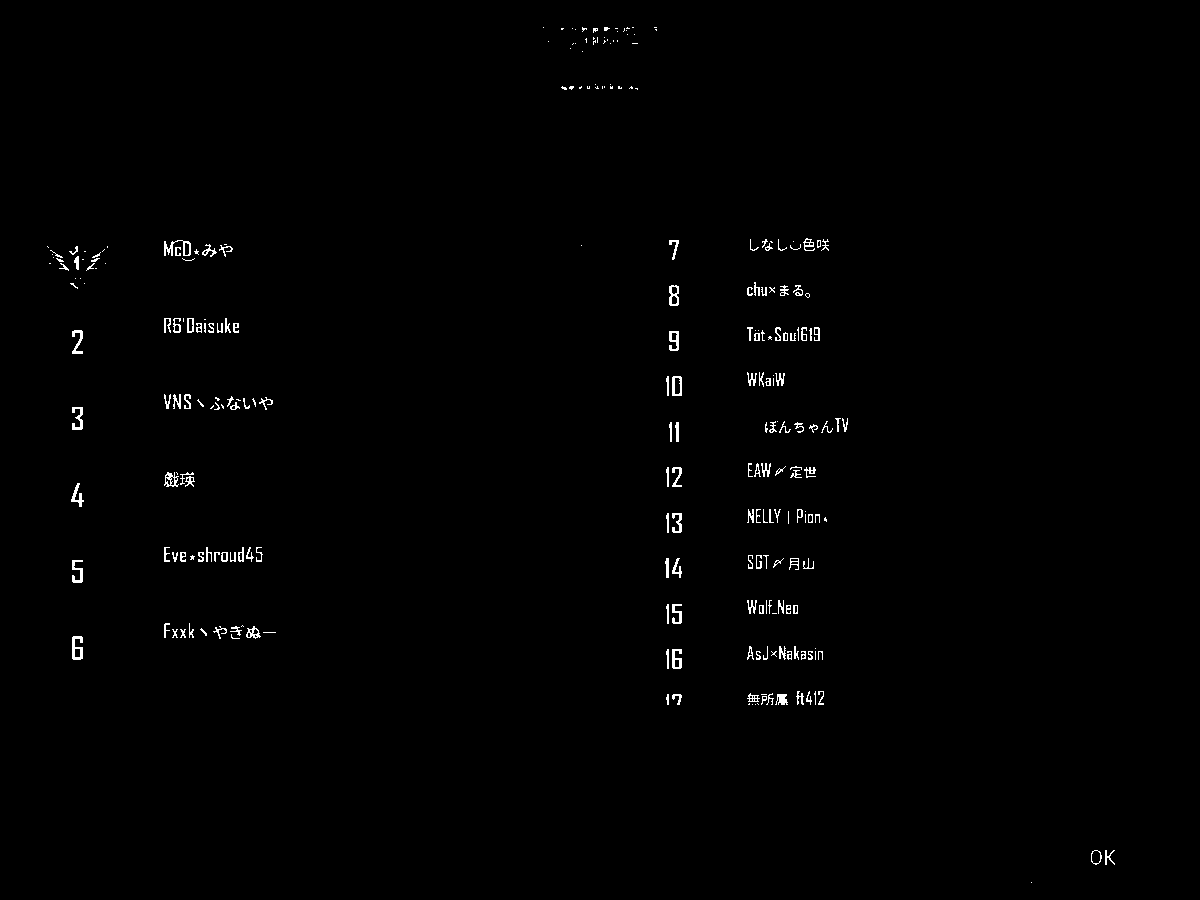 1
McD⋆みや
2
RS'Daisuke
3
VNSヽふないや
4
戯瑛
5
Eve⋆shroud45
6
Fxxkヽやぎぬー
7
しなし◡色咲
8
chu×まる。
9
Töt⋆Soul1619
10
WKaiW
11
ぽんちゃんTV
12
EAW〆定世
13
NELLY | Pion⋆
14
SGT〆月山
15
Wolf_Neo
16
AsJ×Nakasin
17
無所属 ft412
OK